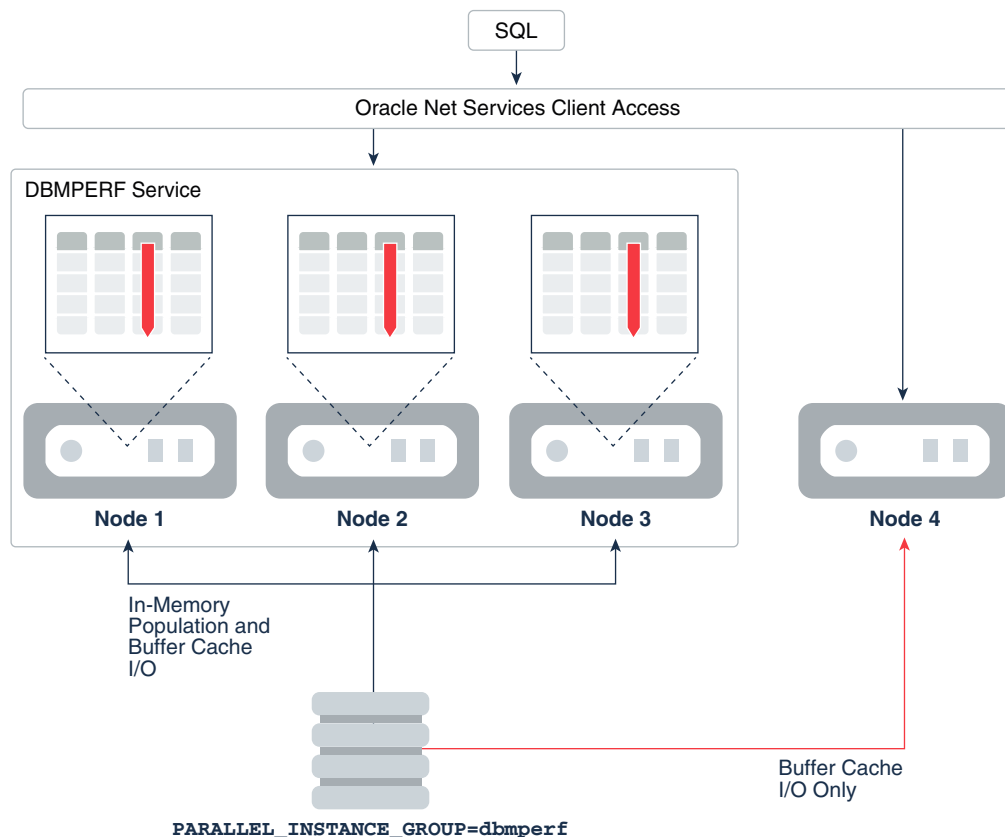 SQL
Oracle Net Services Client Access
DBMPERF Service
Node 1
Node 2
Node 3
Node 4
In-Memory
Population and
Buffer Cache
I/O
Buffer Cache
I/O Only
PARALLEL_INSTANCE_GROUP=dbmperf